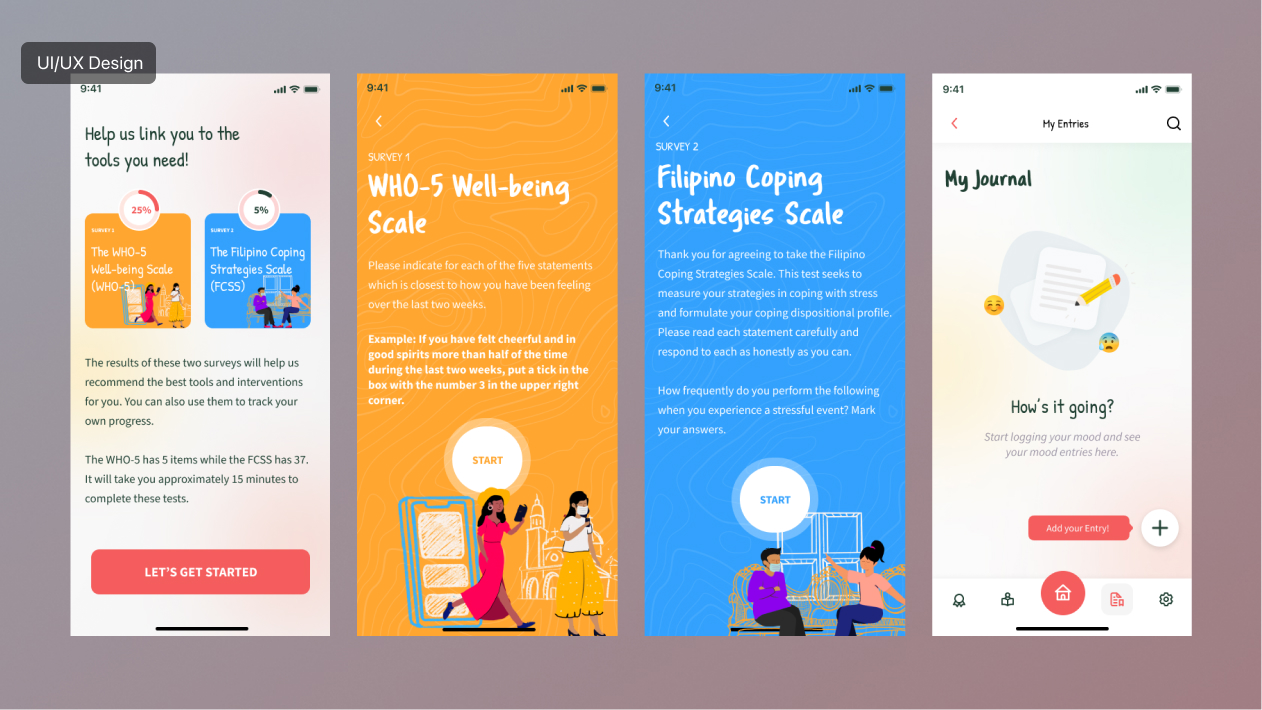 UI/UX Design
9:41
Help us link you to the
tools you need!
25%
SURVEY 1
The WHO-5
Well-being Scale
(WHO-5)
5%
SURVEY 2
The Filipino Coping
Strategies Scale
(FCSS)
The results of these two surveys will help us
recommend the best tools and interventions
for you. You can also use them to track your
own progress.
The WHO-5 has 5 items while the FCSS has 37.
It will take you approximately 15 minutes to
complete these tests.
LET'S GET STARTED
9:41
SURVEY 1
WHO-5 Well-being
Scale
Please indicate for each of the five statements
which is closest to how you have been feeling
over the last two weeks.
Example: If you have felt cheerful and in
good spirits more than half of the time
during the last two weeks, put a tick in the
box with the number 3 in the upper right
corner.
START
9:41
SURVEY 2
Filipino Coping
Strategies Scale
Thank you for agreeing to take the Filipino
Coping Strategies Scale. This test seeks to
measure your strategies in coping with stress
and formulate your coping dispositional profile.
Please read each statement carefully and
respond to each as honestly as you can.
How frequently do you perform the following
when you experience a stressful event? Mark
your answers.
START
9:41
My Entries
My Journal
How's it going?
Start logging your mood and see
your mood entries here.
Add your Entry!